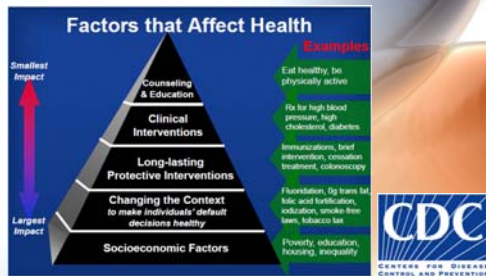 Factors that Affect Health
Examples
Smallest
Impact
Largest
Impact
Counseling
& Education
Eat healthy, be
physically active
Clinical
Interventions
Rx for high blood
pressure, high
cholesterol, diabetes
Long-lasting
Protective Interventions
Immunizations, brief
intervention, cessation
treatment, colonoscopy
Changing the Context
to make individuals' default
decisions healthy
Fluoridation, 0g trans fat,
folic acid fortification,
iodization, smoke-free
laws, tobacco tax
Socioeconomic Factors
Poverty, education,
housing, inequality
CDC
CENTERS FOR DISEASE
CONTROL AND PREVENTION